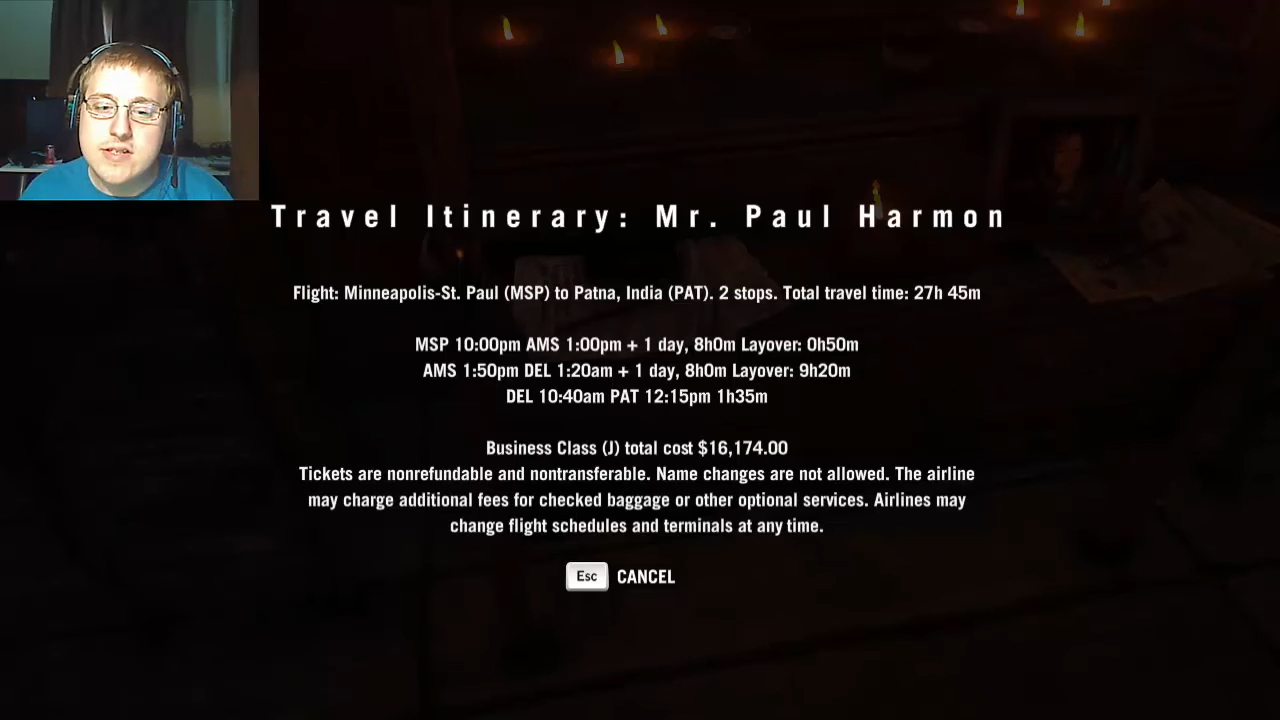 Travel Itinerary: Mr. Paul Harmon
Flight: Minneapolis-St. Paul (MSP) to Patna, India (PAT). 2 stops. Total travel time: 27h 45m
MSP 10:00pm AMS 1:00pm + 1 day, 8h0m Layover: 0h50m
AMS 1:50pm DEL 1:20am + 1 day, 8h0m Layover: 9h20m
DEL 10:40am PAT 12:15pm 1h35m
Business Class (J) total cost $16,174.00
Tickets are nonrefundable and nontransferable. Name changes are not allowed. The airline
may charge additional fees for checked baggage or other optional services. Airlines may
change flight schedules and terminals at any time.
Esc CANCEL